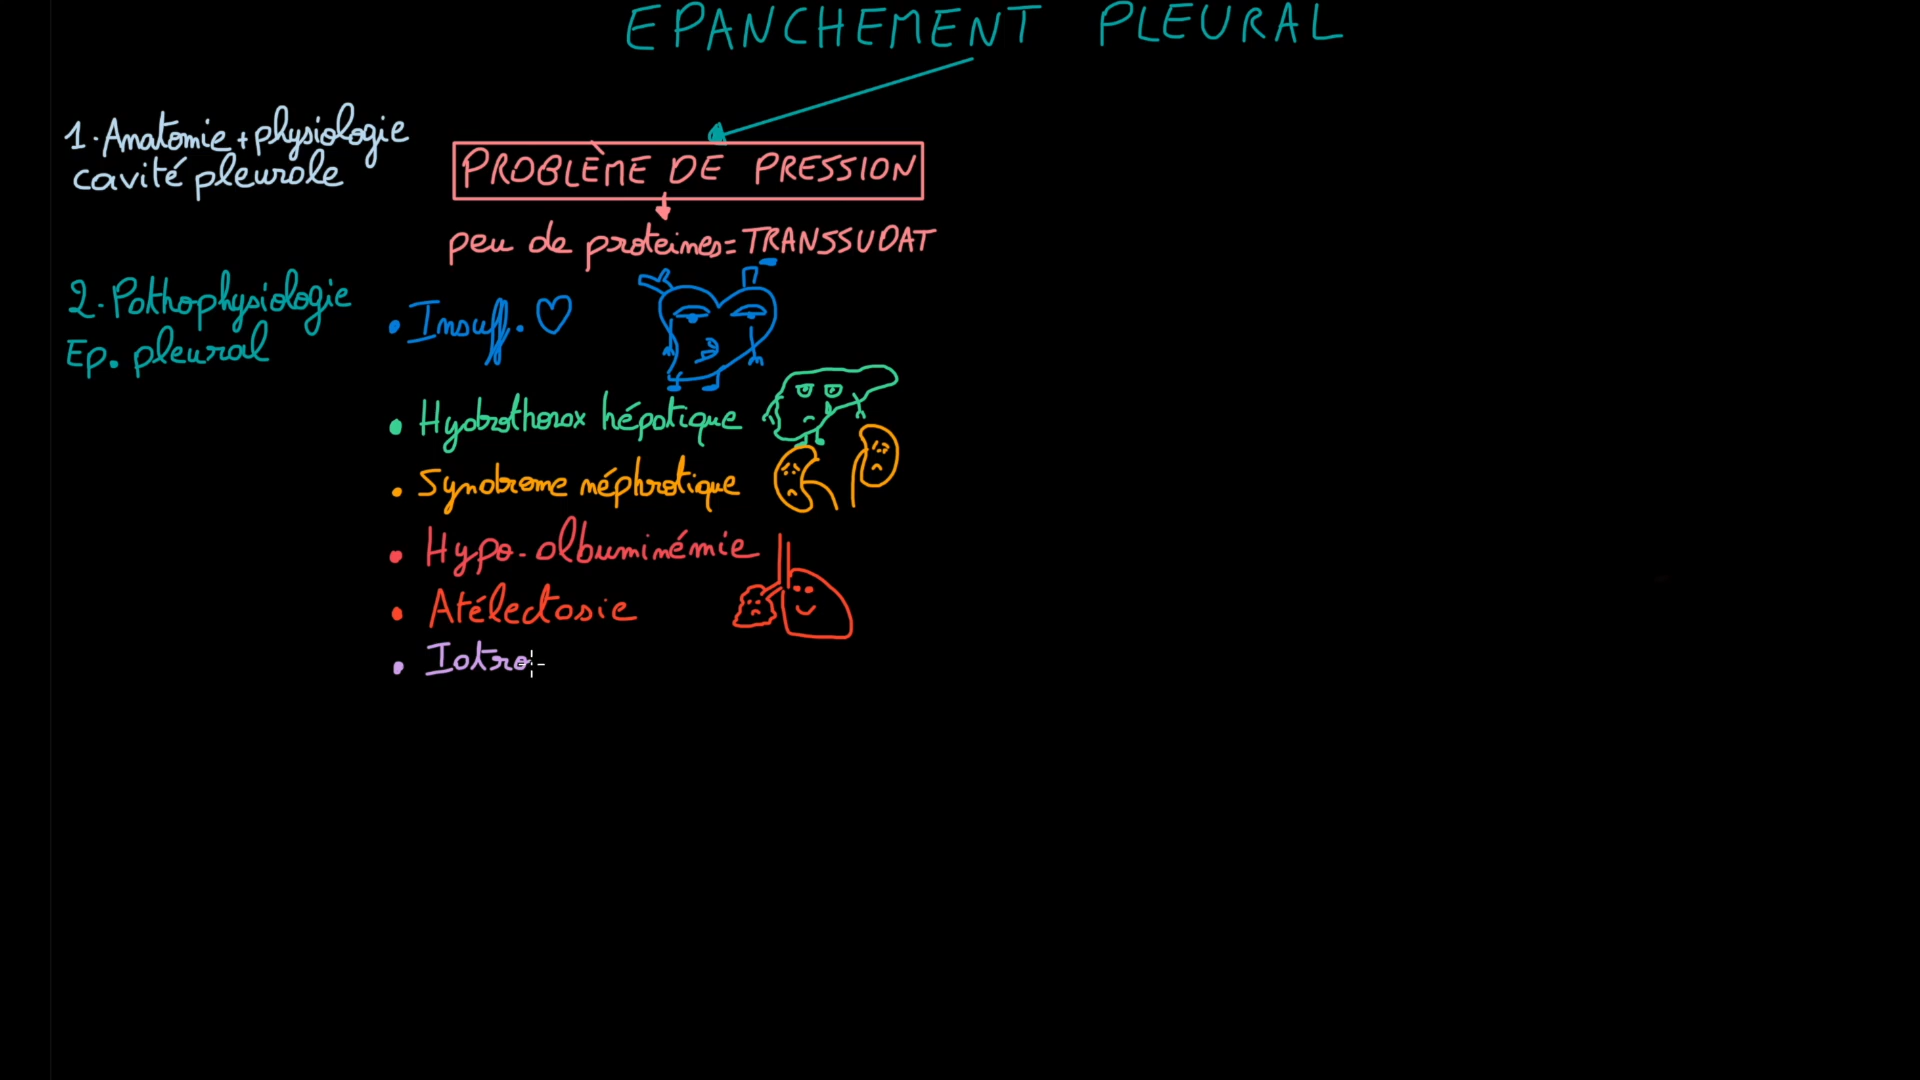 EPANCHEMENT PLEURAL
1. Anatomie + physiologie
cavité pleurale
PROBLÈME DE PRESSION
peu de proteines = TRANSSUDAT
2. Pathophysiologie
Ep. pleural
• Insuff. ♡
• Hydrothorax hépatique
• Syndrome néphrotique
• Hypo-albuminémie
• Atélectasie
• Iatro